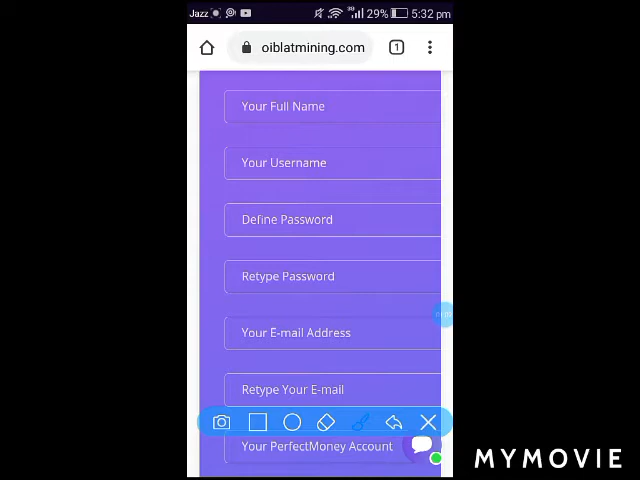 Jazz 29% 5:32 pm
oiblatmining.com 1
Your Full Name
Your Username
Define Password
Retype Password
Your E-mail Address
Retype Your E-mail
Your PerfectMoney Account
MYMOVIE